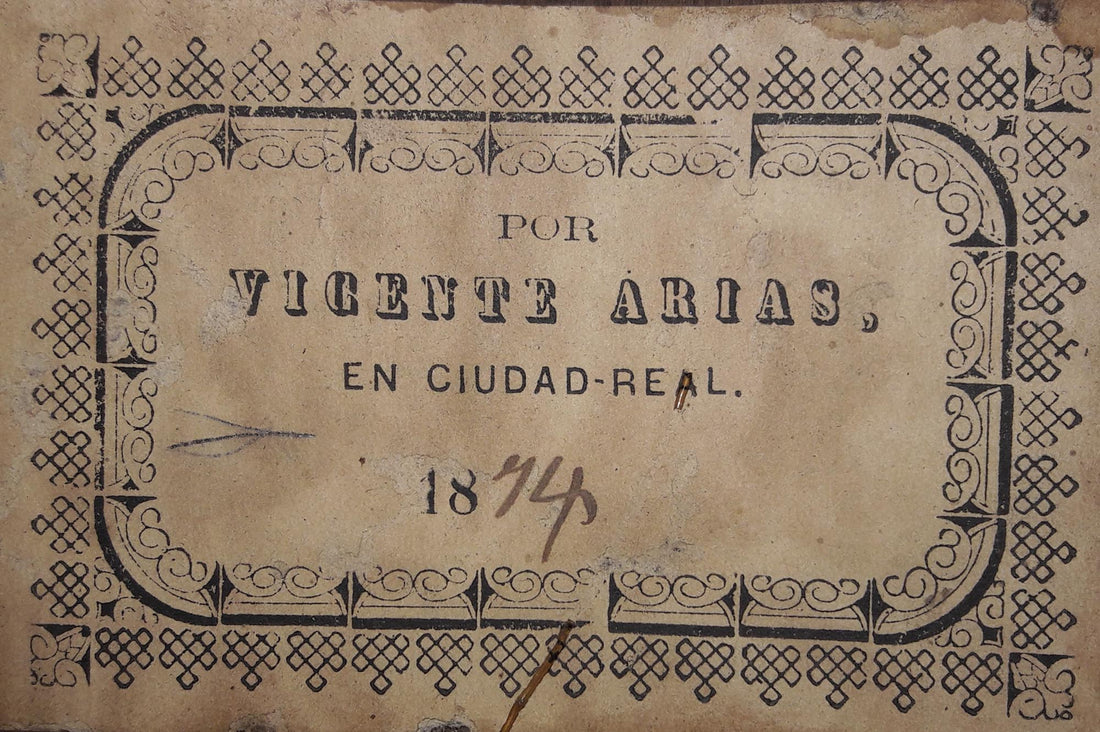 POR
VICENTE ARIAS,
EN CIUDAD-REAL.
1874